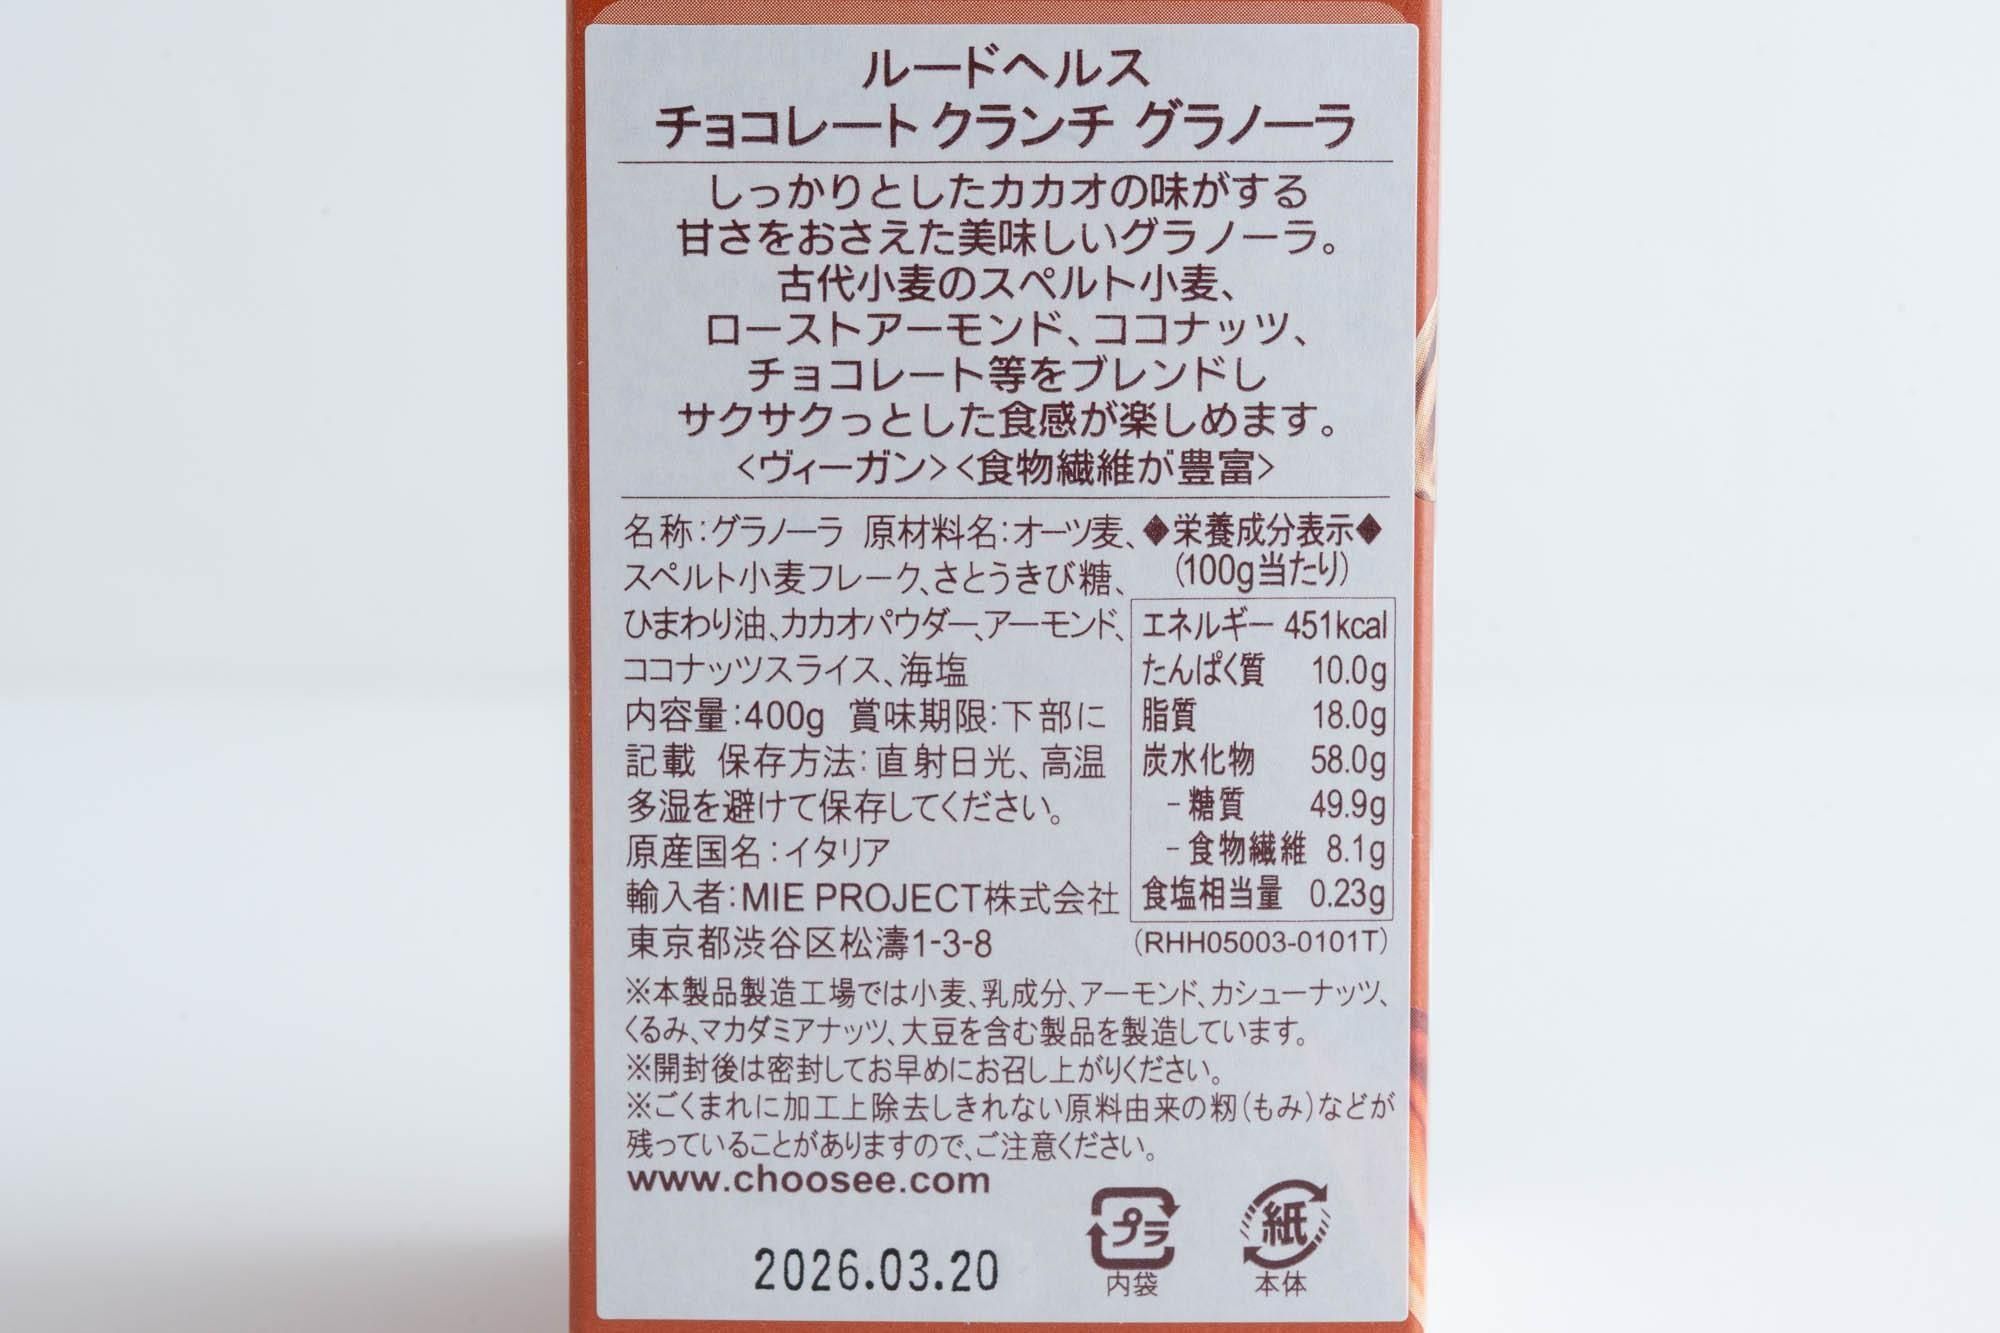 ルードヘルス
チョコレート クランチ グラノーラ
しっかりとしたカカオの味がする
甘さをおさえた美味しいグラノーラ。
古代小麦のスペルト小麦、
ローストアーモンド、ココナッツ、
チョコレート等をブレンドし
サクサクっとした食感が楽しめます。
<ヴィーガン><食物繊維が豊富>
名称:グラノーラ 原材料名:オーツ麦、
スペルト小麦フレーク、さとうきび糖、
ひまわり油、カカオパウダー、アーモンド、
ココナッツスライス、海塩
内容量:400g 賞味期限:下部に
記載 保存方法:直射日光、高温
多湿を避けて保存してください。
原産国名:イタリア
輸入者:MIE PROJECT株式会社
東京都渋谷区松濤1-3-8
◆栄養成分表示◆
(100g当たり)
エネルギー 451kcal
たんぱく質 10.0g
脂質 18.0g
炭水化物 58.0g
- 糖質 49.9g
- 食物繊維 8.1g
食塩相当量 0.23g
(RHH05003-0101T)
※本製品製造工場では小麦、乳成分、アーモンド、カシューナッツ、
くるみ、マカダミアナッツ、大豆を含む製品を製造しています。
※開封後は密封してお早めにお召し上がりください。
※ごくまれに加工上除去しきれない原料由来の籾(もみ)などが
残っていることがありますので、ご注意ください。
www.choosee.com
2026.03.20
プラ
内袋
紙
本体